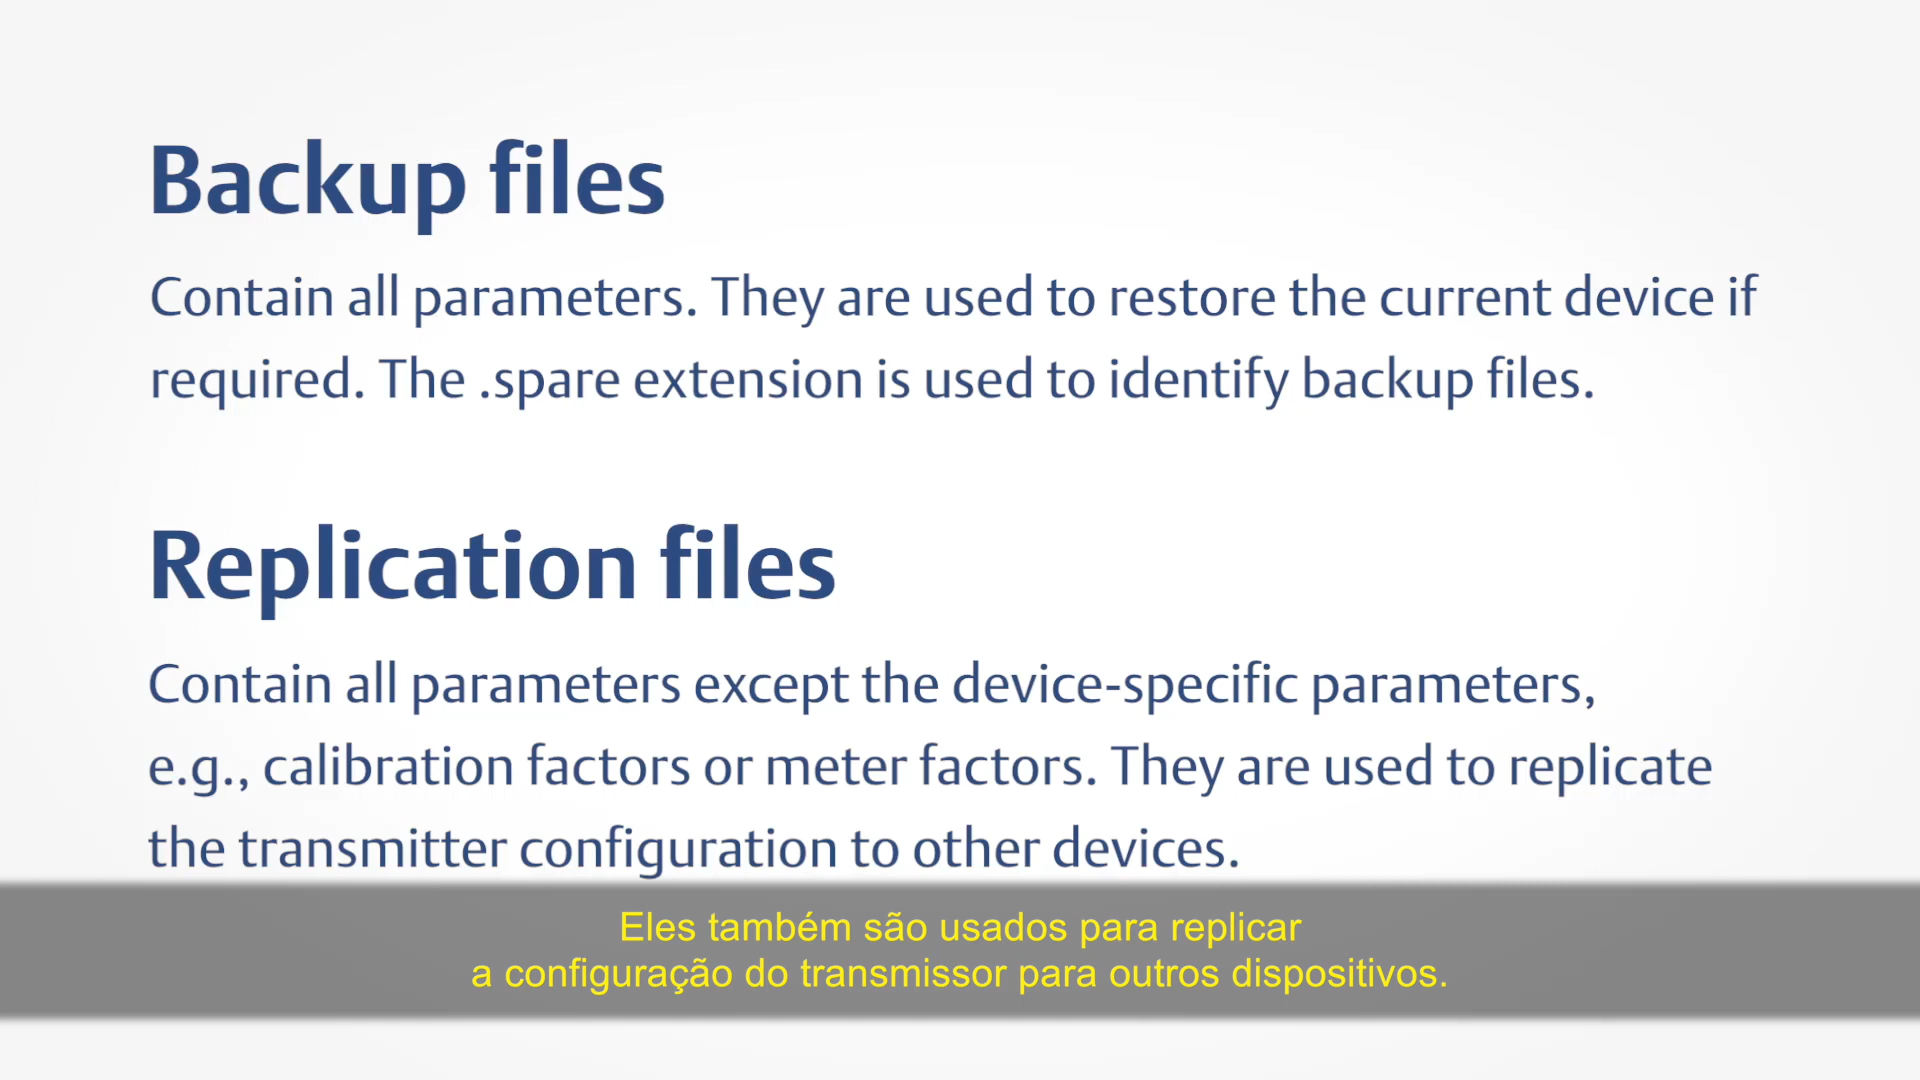 Backup files
Contain all parameters. They are used to restore the current device if
required. The .spare extension is used to identify backup files.
Replication files
Contain all parameters except the device-specific parameters,
e.g., calibration factors or meter factors. They are used to replicate
the transmitter configuration to other devices.
Eles também são usados para replicar
a configuração do transmissor para outros dispositivos.